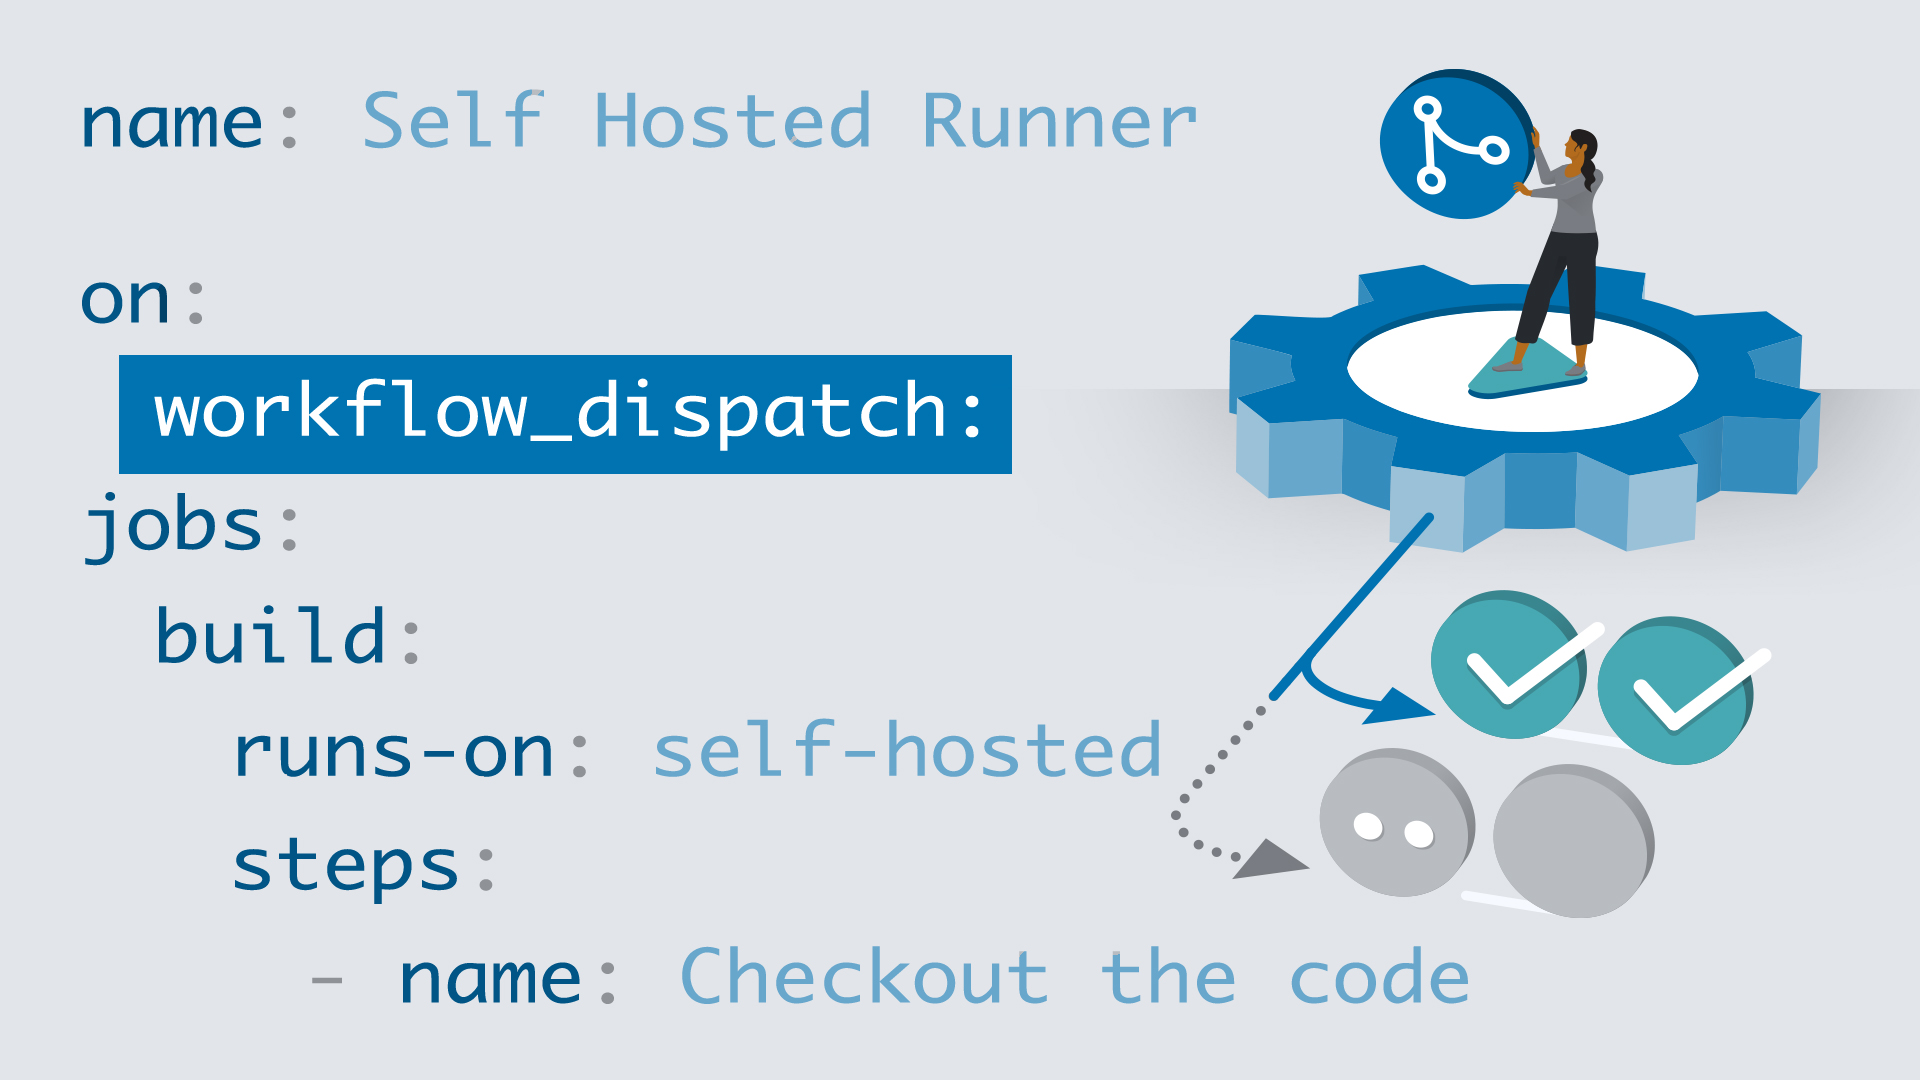 name: Self Hosted Runner
on:
workflow_dispatch:
jobs:
build:
runs-on: self-hosted
steps:
- name: Checkout the code